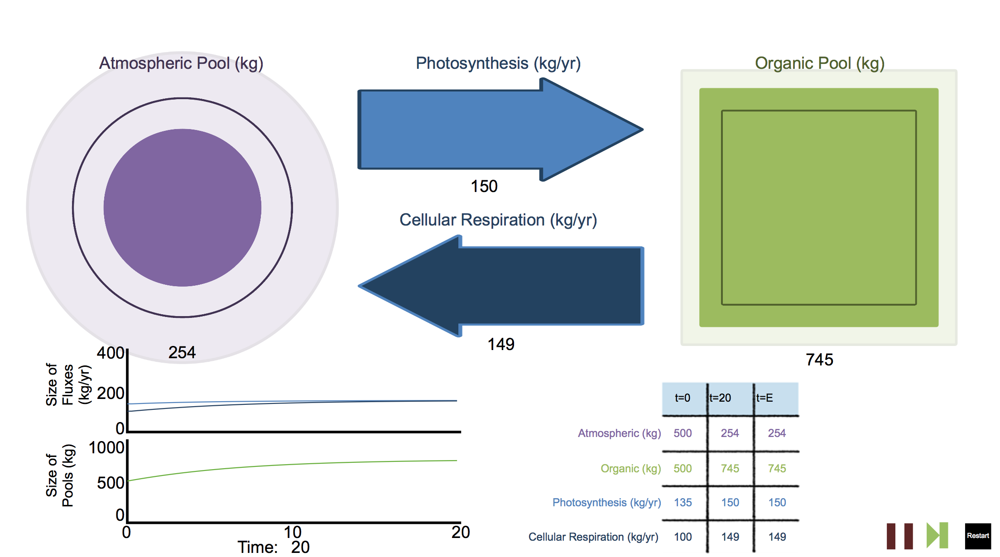 Atmospheric Pool (kg)
Photosynthesis (kg/yr)
Organic Pool (kg)
150
Cellular Respiration (kg/yr)
149
254
745
Size of
Fluxes
(kg/yr)
400
200
0
Size of
Pools (kg)
1000
500
0
0 10 20
Time: 20
t=0 t=20 t=E
Atmospheric (kg) 500 254 254
Organic (kg) 500 745 745
Photosynthesis (kg/yr) 135 150 150
Cellular Respiration (kg/yr) 100 149 149
Restart